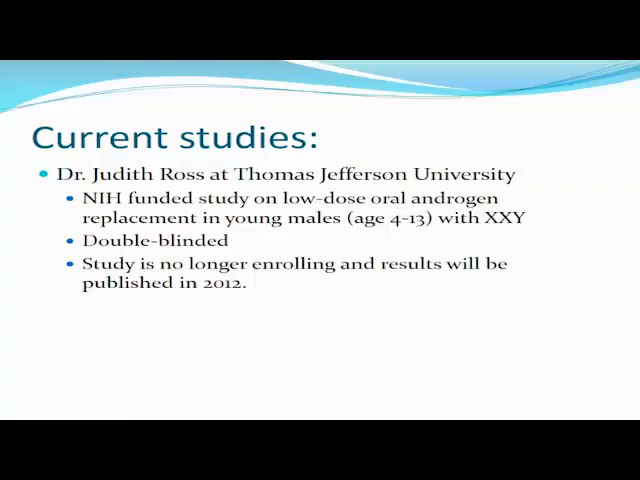 Current studies:
Dr. Judith Ross at Thomas Jefferson University
NIH funded study on low-dose oral androgen
replacement in young males (age 4-13) with XXY
Double-blinded
Study is no longer enrolling and results will be
published in 2012.